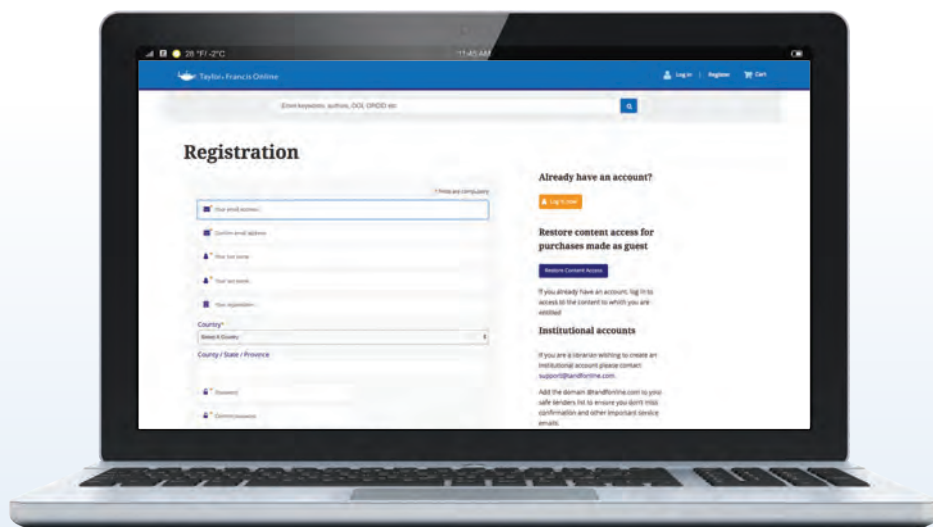 28 °F/-2°C
11:45 AM
Taylor & Francis Online
Log in | Register
Cart
Enter keywords, authors, DOI, ORCID etc
Registration
* Fields are compulsory
Your email address
Confirm email address
Your first name
Your last name
Your organization
Country*
Select A Country
County / State / Province
Password
Confirm password
Already have an account?
Log in now
Restore content access for
purchases made as guest
Restore Content Access
If you already have an account, log in to
access to the content to which you are
entitled
Institutional accounts
If you are a librarian wishing to create an
institutional account please contact
support@tandfonline.com
Add the domain @tandfonline.com to your
safe senders list to ensure you don't miss
confirmation and other important service
emails.